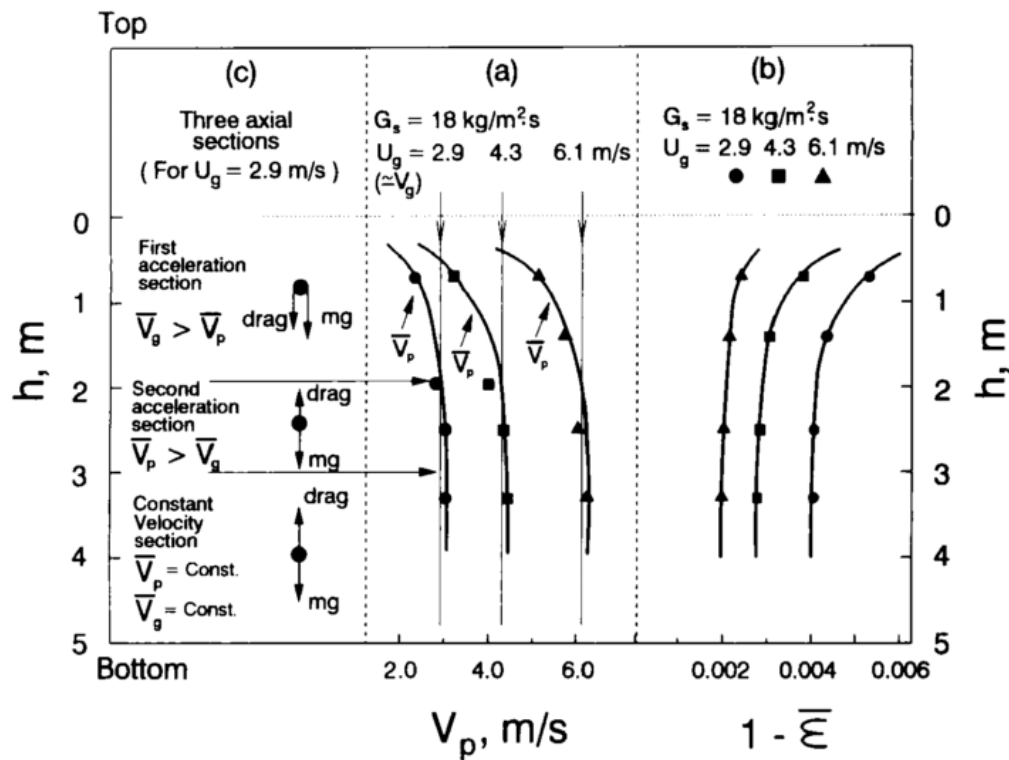 Top
(c)
Three axial
sections
( For U_g = 2.9 m/s )
First
acceleration
section
V̅_g > V̅_p
drag
mg
Second
acceleration
section
V̅_p > V̅_g
drag
mg
Constant
Velocity
section
V̅_p = Const.
V̅_g = Const.
drag
mg
(a)
G_s = 18 kg/m²·s
U_g = 2.9 4.3 6.1 m/s
(≃V_g)
V̅_p
V̅_p
V̅_p
(b)
G_s = 18 kg/m²·s
U_g = 2.9 4.3 6.1 m/s
0
1
2
3
4
5
h, m
0
1
2
3
4
5
h, m
Bottom
2.0 4.0 6.0
0.002 0.004 0.006
V_p, m/s
1 - ε̅